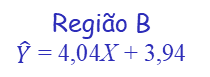 Região B
Ŷ = 4,04X + 3,94